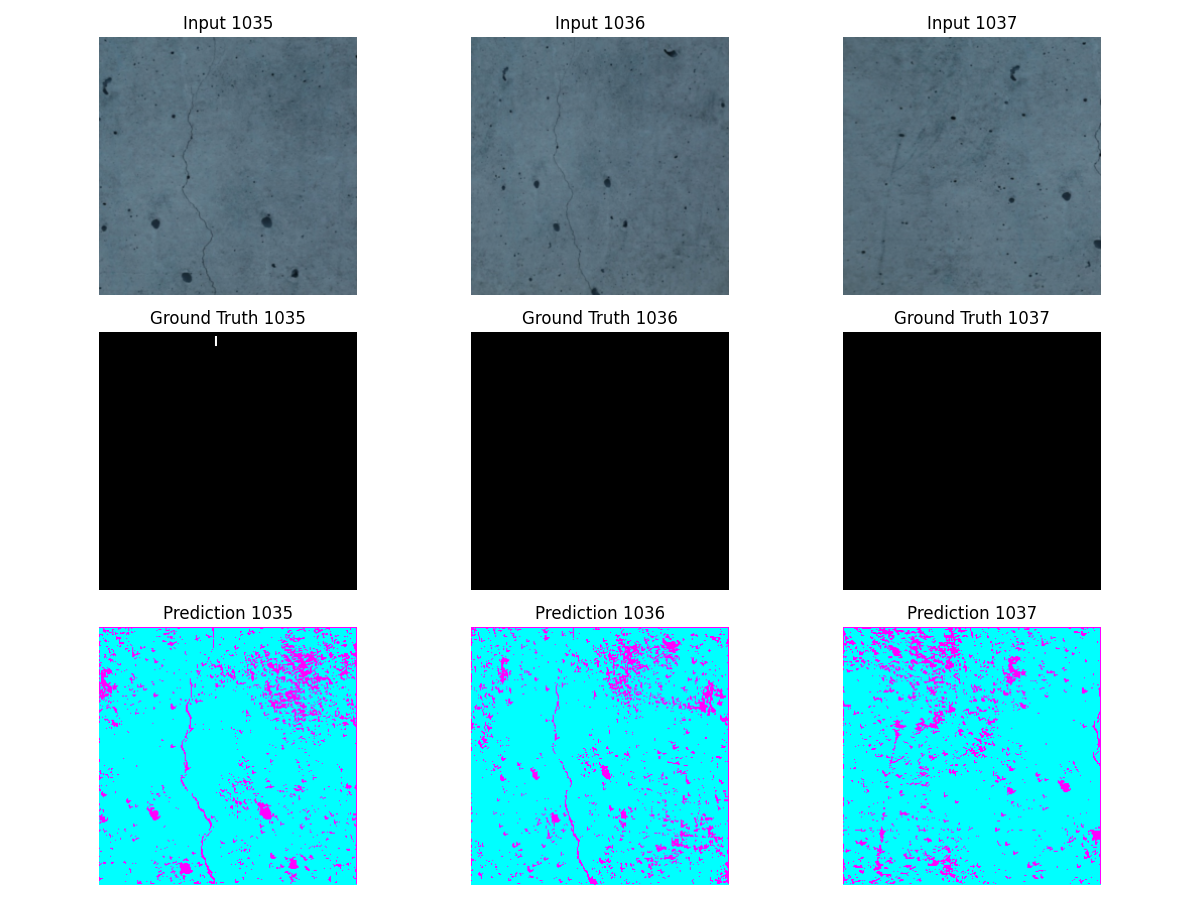 Input 1035
Input 1036
Input 1037
Ground Truth 1035
Ground Truth 1036
Ground Truth 1037
Prediction 1035
Prediction 1036
Prediction 1037